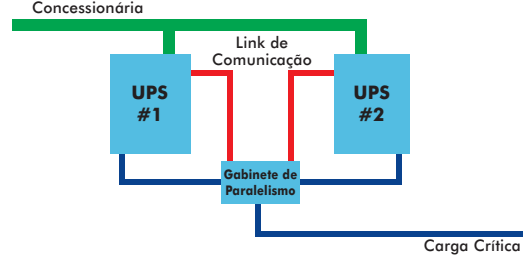 Concessionária
Link de
Comunicação
UPS
#1
UPS
#2
Gabinete de
Paralelismo
Carga Crítica